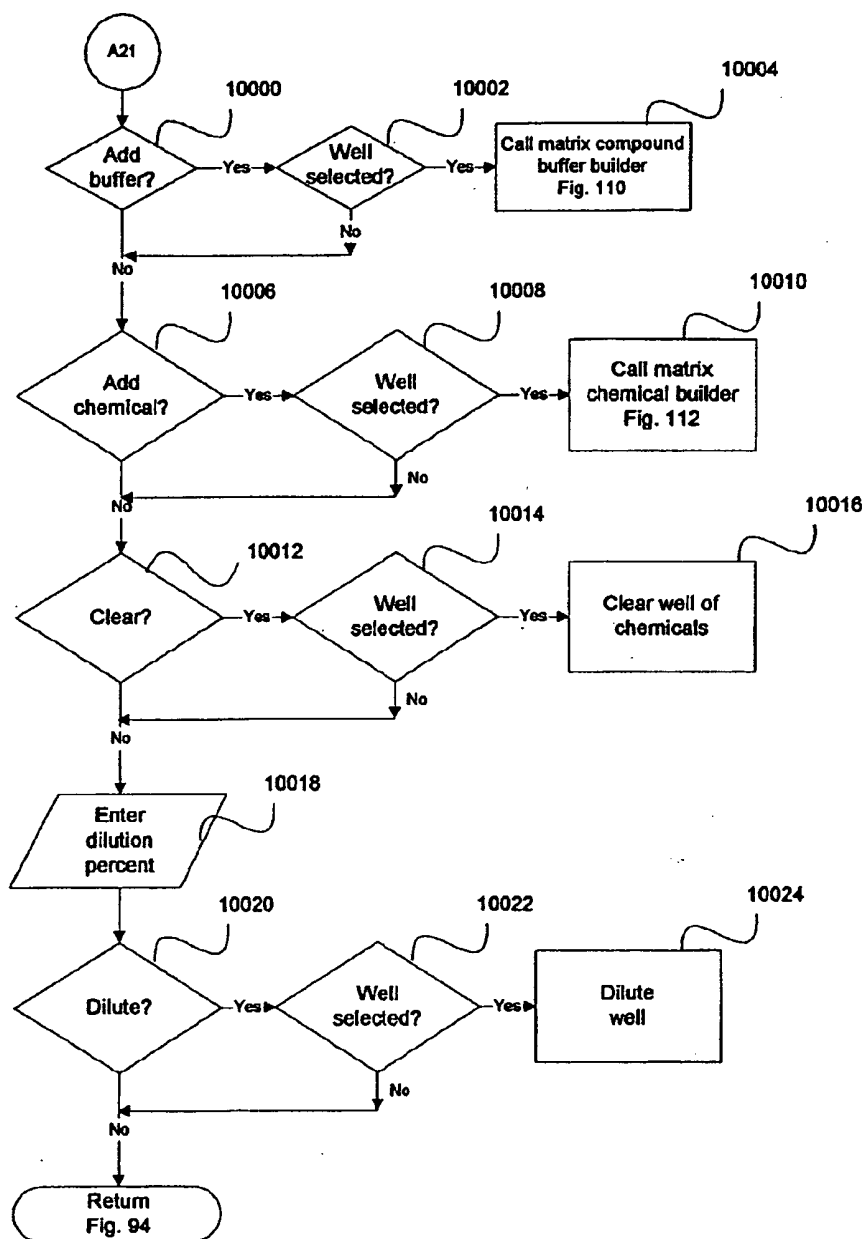 A21
10000
10002
10004
Add
buffer?
Yes
Well
selected?
Yes
Call matrix compound
buffer builder
Fig. 110
No
No
10006
10008
10010
Add
chemical?
Yes
Well
selected?
Yes
Call matrix
chemical builder
Fig. 112
No
No
10012
10014
10016
Clear?
Yes
Well
selected?
Yes
Clear well of
chemicals
No
No
10018
Enter
dilution
percent
10020
10022
10024
Dilute?
Yes
Well
selected?
Yes
Dilute
well
No
No
Return
Fig. 94